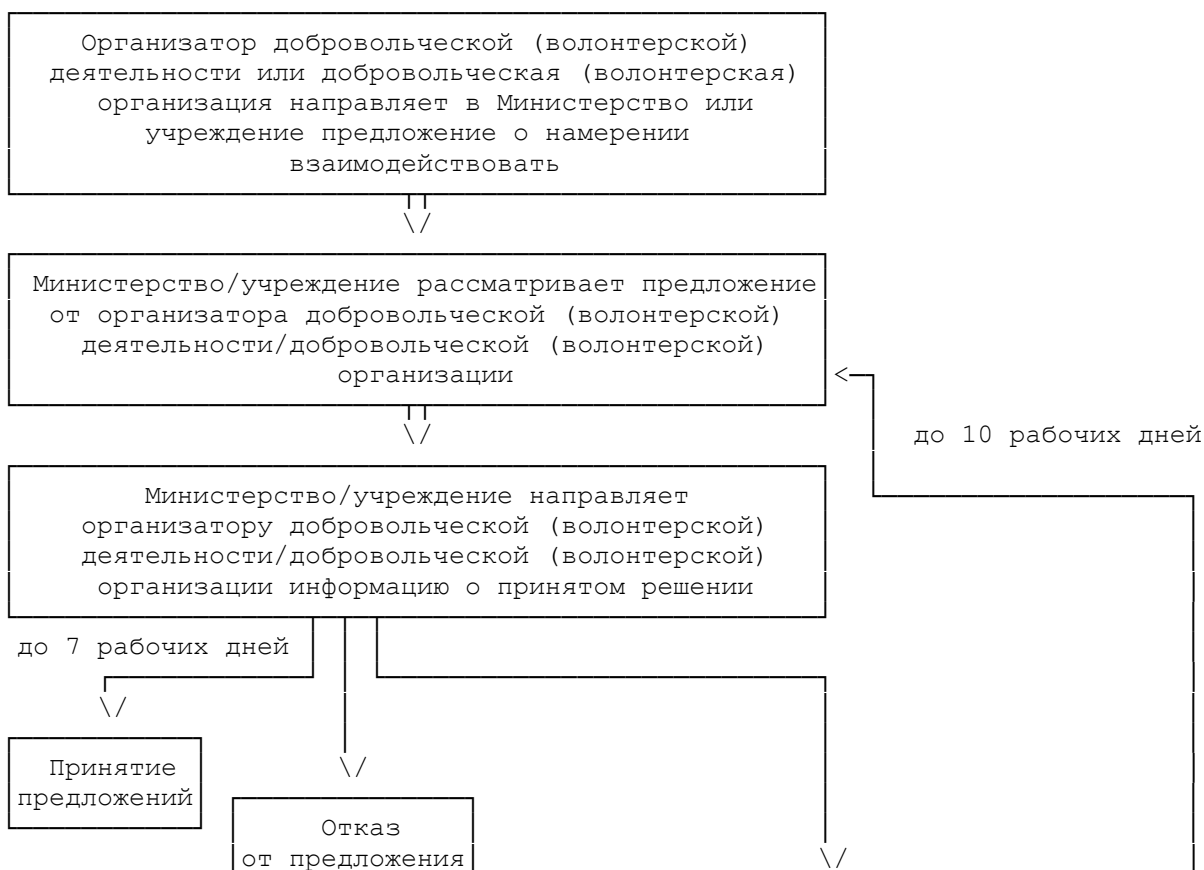 Организатор добровольческой (волонтерской)
деятельности или добровольческая (волонтерская)
организация направляет в Министерство или
учреждение предложение о намерении
взаимодействовать
Министерство/учреждение рассматривает предложение
от организатора добровольческой (волонтерской)
деятельности/добровольческой (волонтерской)
организации
до 10 рабочих дней
Министерство/учреждение направляет
организатору добровольческой (волонтерской)
деятельности/добровольческой (волонтерской)
организации информацию о принятом решении
до 7 рабочих дней
Принятие
предложений
Отказ
от предложения